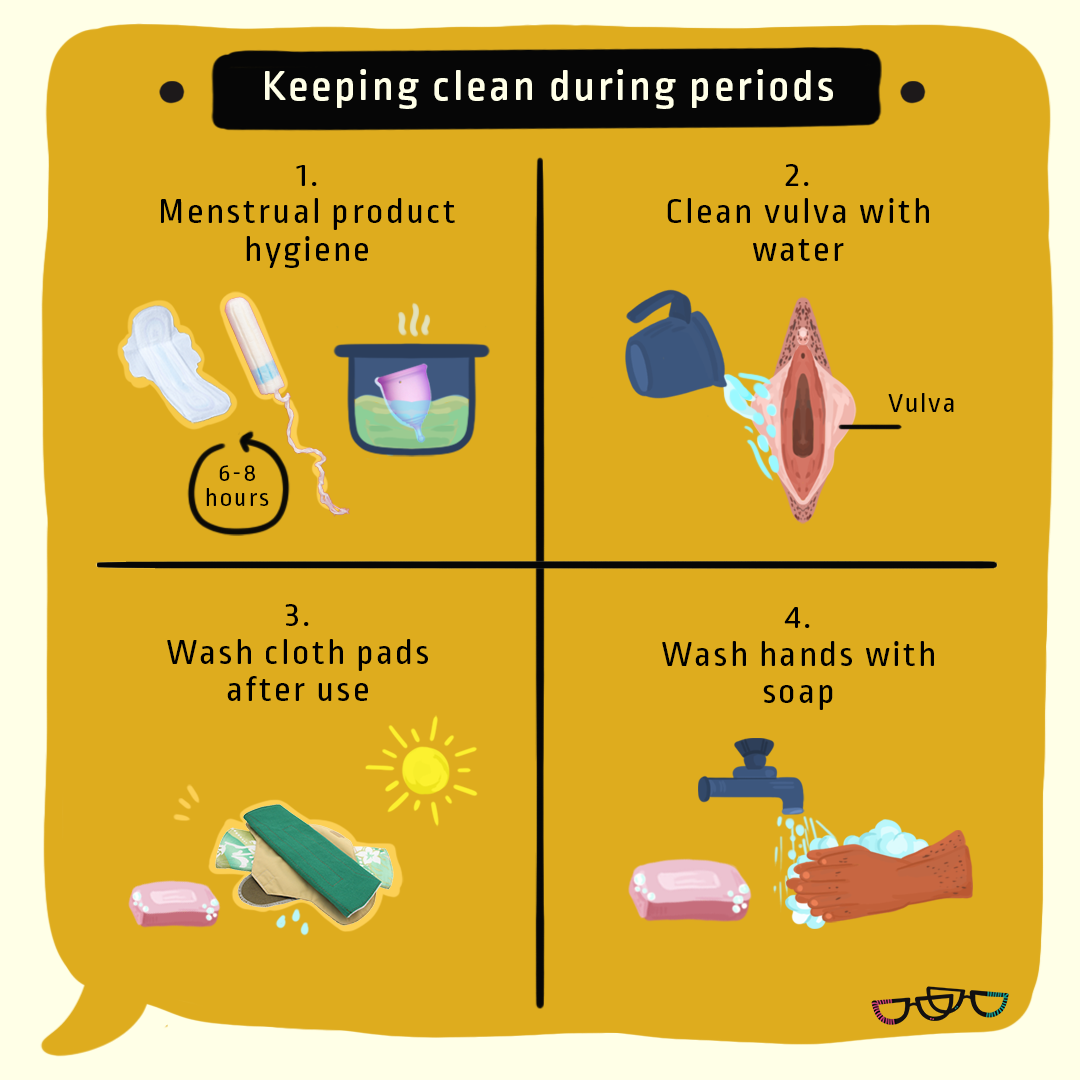 Keeping clean during periods
1.
Menstrual product
hygiene
6-8
hours
2.
Clean vulva with
water
Vulva
3.
Wash cloth pads
after use
4.
Wash hands with
soap